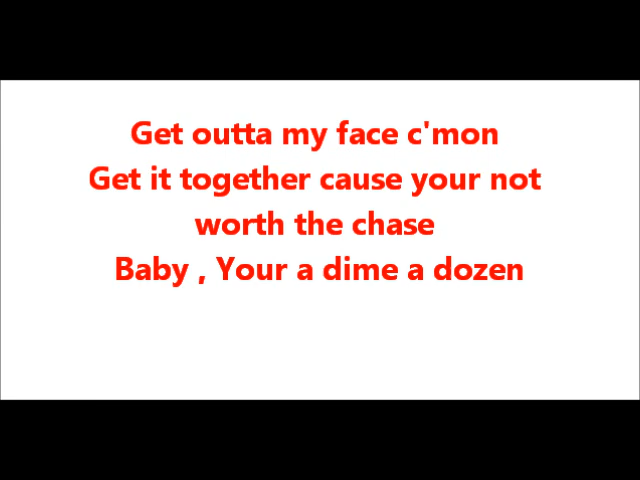 Get outta my face c'mon
Get it together cause your not
worth the chase
Baby , Your a dime a dozen